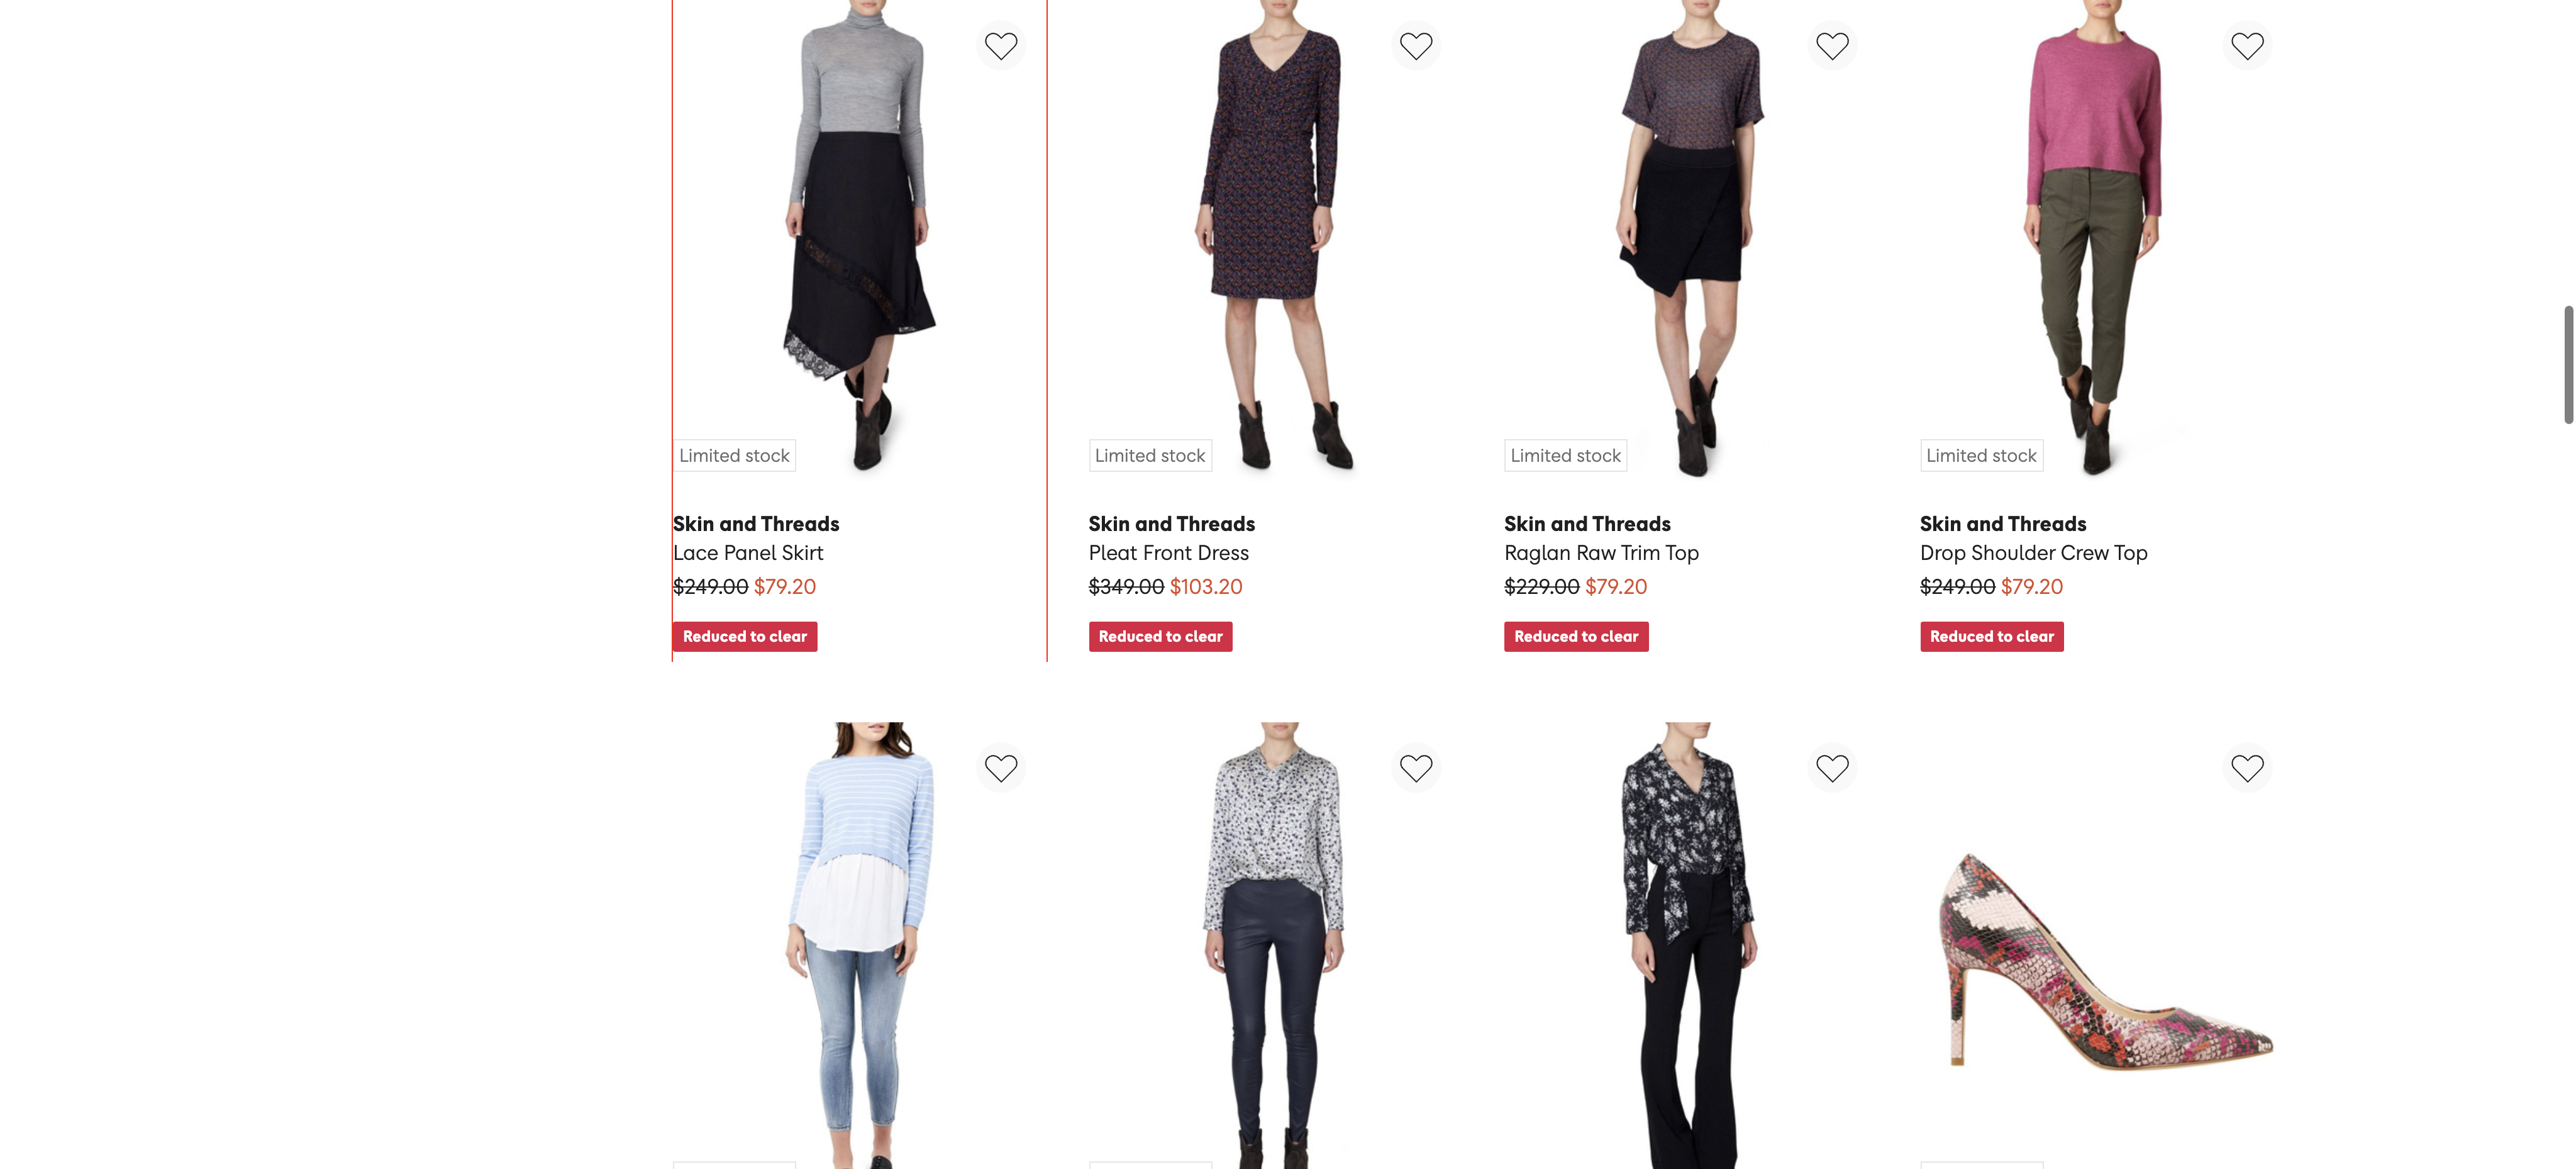 Limited stock
Limited stock
Limited stock
Limited stock
Skin and Threads
Lace Panel Skirt
$249.00 $79.20
Reduced to clear
Skin and Threads
Pleat Front Dress
$349.00 $103.20
Reduced to clear
Skin and Threads
Raglan Raw Trim Top
$229.00 $79.20
Reduced to clear
Skin and Threads
Drop Shoulder Crew Top
$249.00 $79.20
Reduced to clear